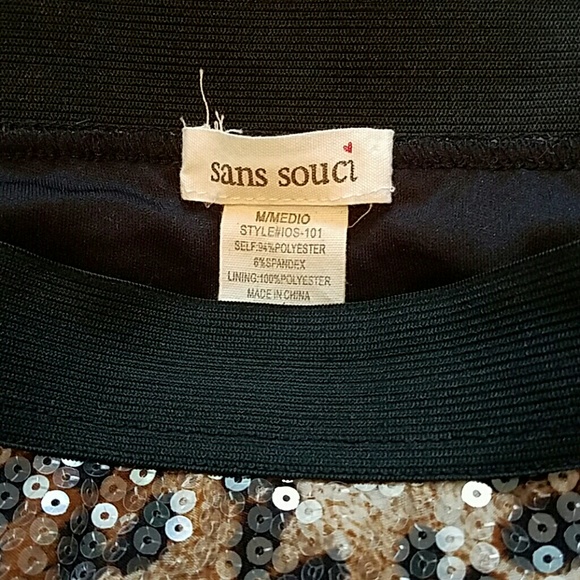 sans souci
M/MEDIO
STYLE#IOS-101
SELF:94%POLYESTER
6%SPANDEX
LINING:100%POLYESTER
MADE IN CHINA